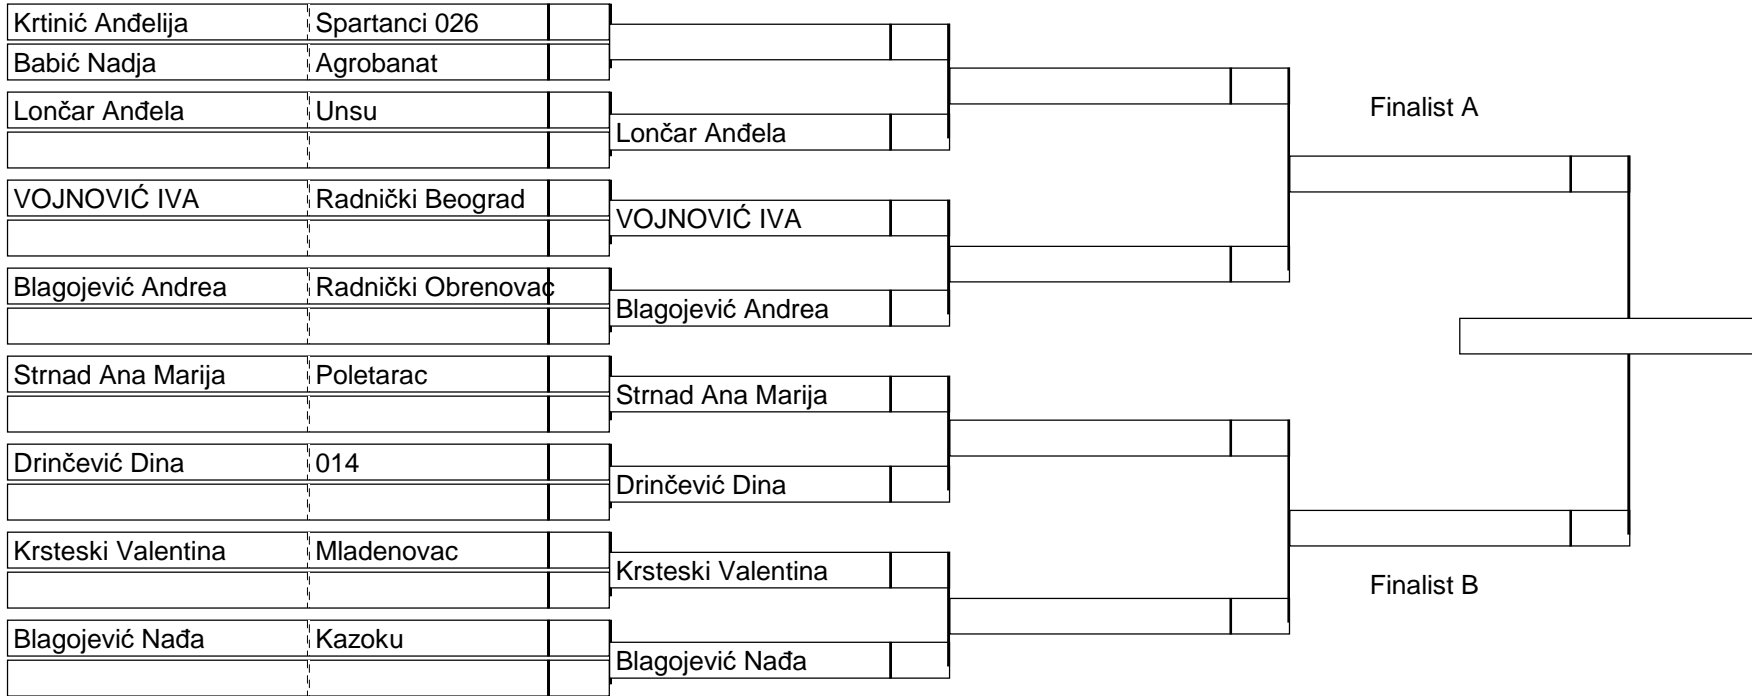 Krtinić Anđelija Spartanci 026
Babić Nadja Agrobanat
Lončar Anđela Unsu
Lončar Anđela
VOJNOVIĆ IVA Radnički Beograd
VOJNOVIĆ IVA
Blagojević Andrea Radnički Obrenovac
Blagojević Andrea
Strnad Ana Marija Poletarac
Strnad Ana Marija
Drinčević Dina 014
Drinčević Dina
Krsteski Valentina Mladenovac
Krsteski Valentina
Blagojević Nađa Kazoku
Blagojević Nađa
Finalist A
Finalist B